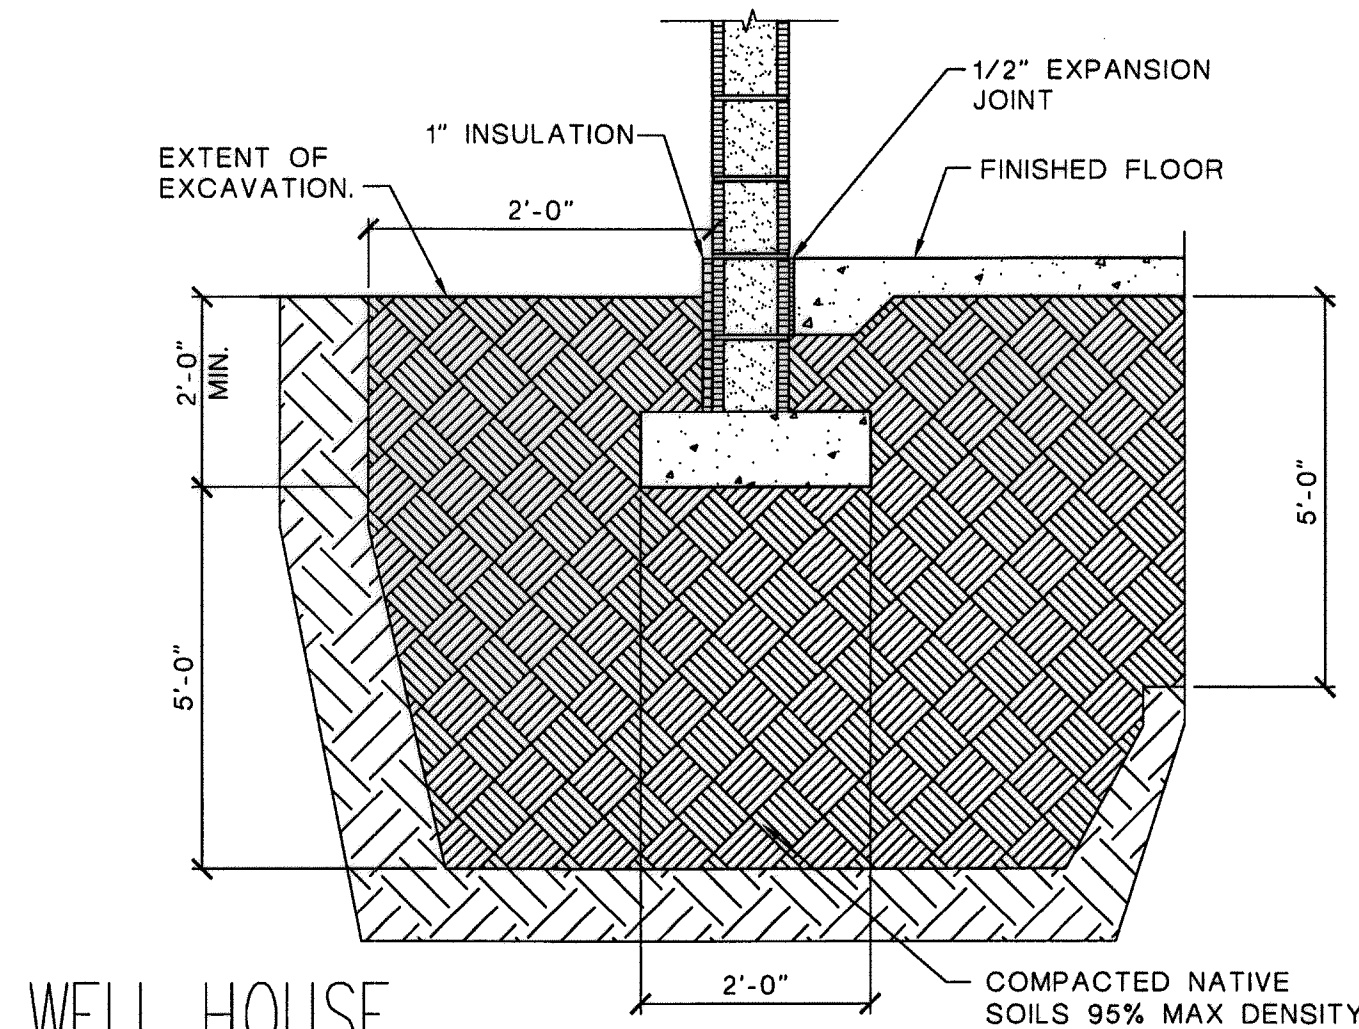 1/2" EXPANSION
JOINT
1" INSULATION
EXTENT OF
EXCAVATION.
FINISHED FLOOR
2'-0"
2'-0"
MIN.
5'-0"
5'-0"
2'-0"
COMPACTED NATIVE
SOILS 95% MAX DENSITY
WELL HOUSE